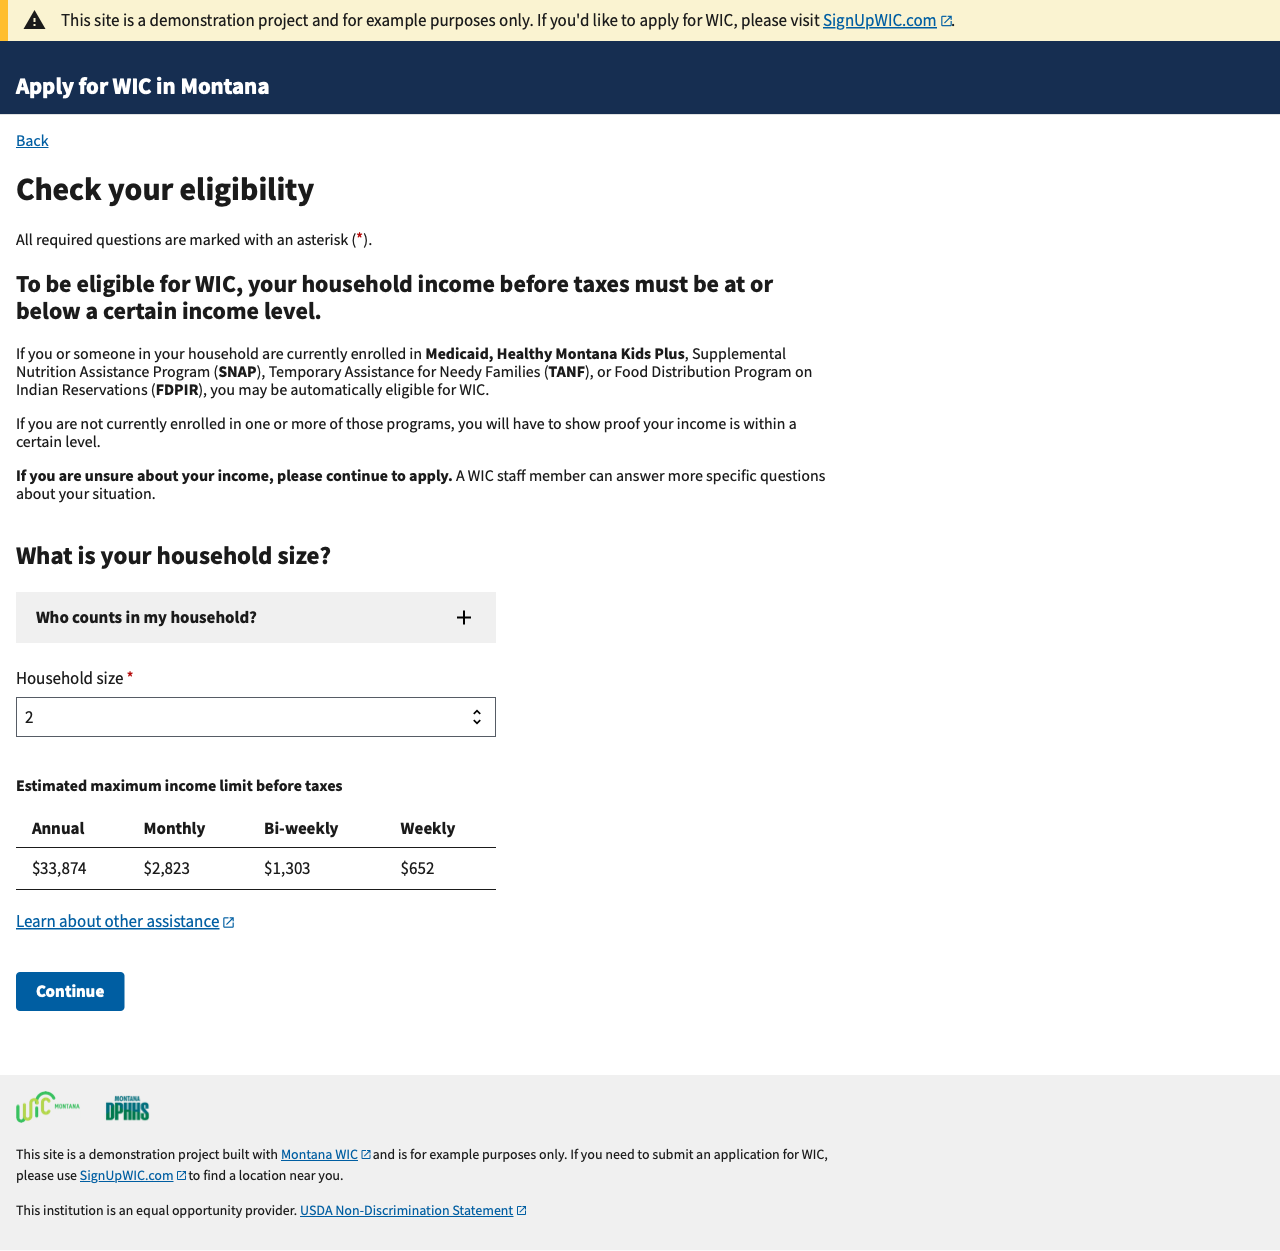 This site is a demonstration project and for example purposes only. If you'd like to apply for WIC, please visit SignUpWIC.com.
Apply for WIC in Montana
Back
Check your eligibility
All required questions are marked with an asterisk (*).
To be eligible for WIC, your household income before taxes must be at or
below a certain income level.
If you or someone in your household are currently enrolled in Medicaid, Healthy Montana Kids Plus, Supplemental
Nutrition Assistance Program (SNAP), Temporary Assistance for Needy Families (TANF), or Food Distribution Program on
Indian Reservations (FDPIR), you may be automatically eligible for WIC.
If you are not currently enrolled in one or more of those programs, you will have to show proof your income is within a
certain level.
If you are unsure about your income, please continue to apply. A WIC staff member can answer more specific questions
about your situation.
What is your household size?
Who counts in my household?
Household size *
2
Estimated maximum income limit before taxes
Annual Monthly Bi-weekly Weekly
$33,874 $2,823 $1,303 $652
Learn about other assistance
Continue
WIC MONTANA
MONTANA
DPHHS
This site is a demonstration project built with Montana WIC and is for example purposes only. If you need to submit an application for WIC,
please use SignUpWIC.com to find a location near you.
This institution is an equal opportunity provider. USDA Non-Discrimination Statement